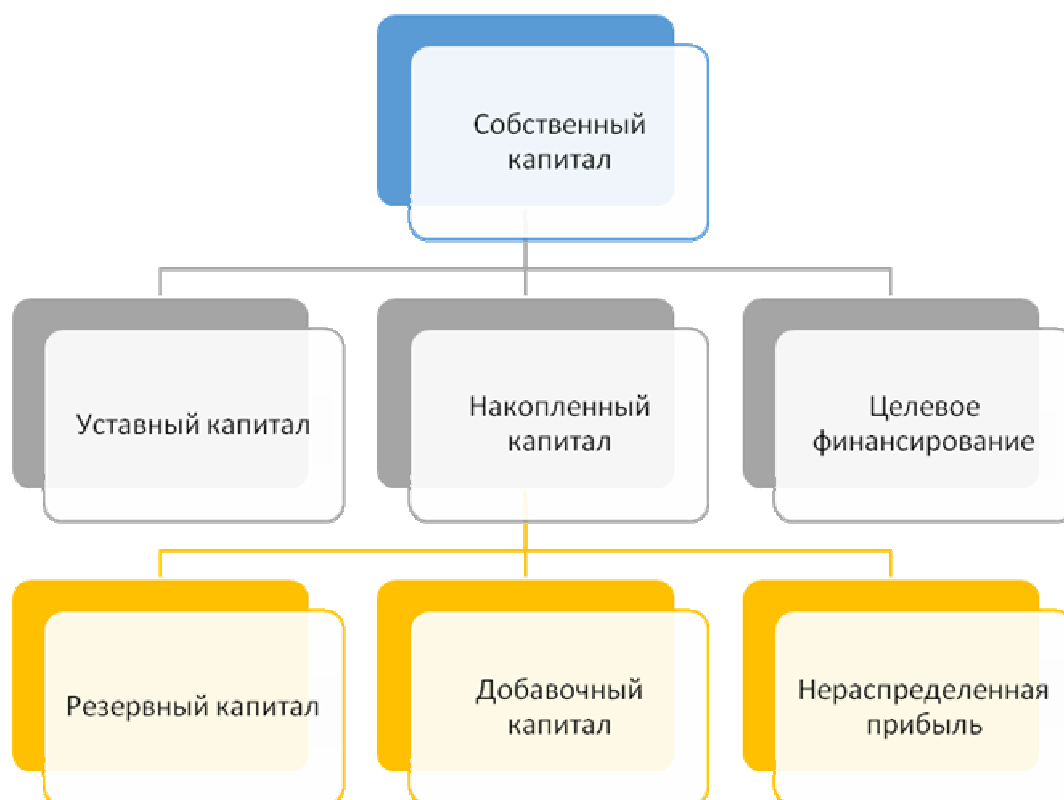 Собственный
капитал
Уставный капитал
Накопленный
капитал
Целевое
финансирование
Резервный капитал
Добавочный
капитал
Нераспределенная
прибыль